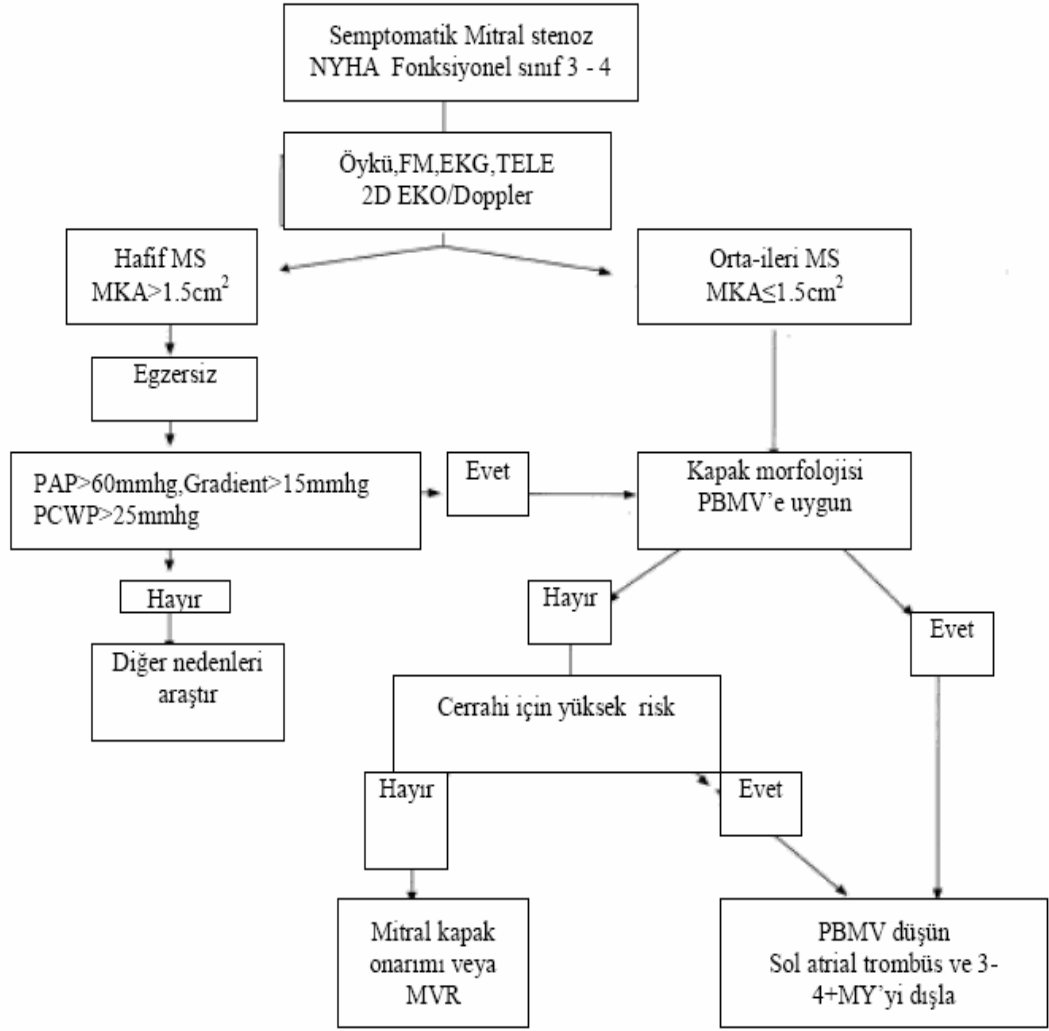 Semptomatik Mitral stenoz
NYHA Fonksiyonel sınıf 3 - 4
Öykü,FM,EKG,TELE
2D EKO/Doppler
Hafif MS
MKA>1.5cm²
Orta-ileri MS
MKA≤1.5cm²
Egzersiz
PAP>60mmhg,Gradient>15mmhg
PCWP>25mmhg
Evet
Kapak morfolojisi
PBMV’e uygun
Hayır
Diğer nedenleri
araştır
Hayır
Evet
Cerrahi için yüksek risk
Hayır
Evet
Mitral kapak
onarımı veya
MVR
PBMV düşün
Sol atrial trombüs ve 3-
4+MY’yi dışla